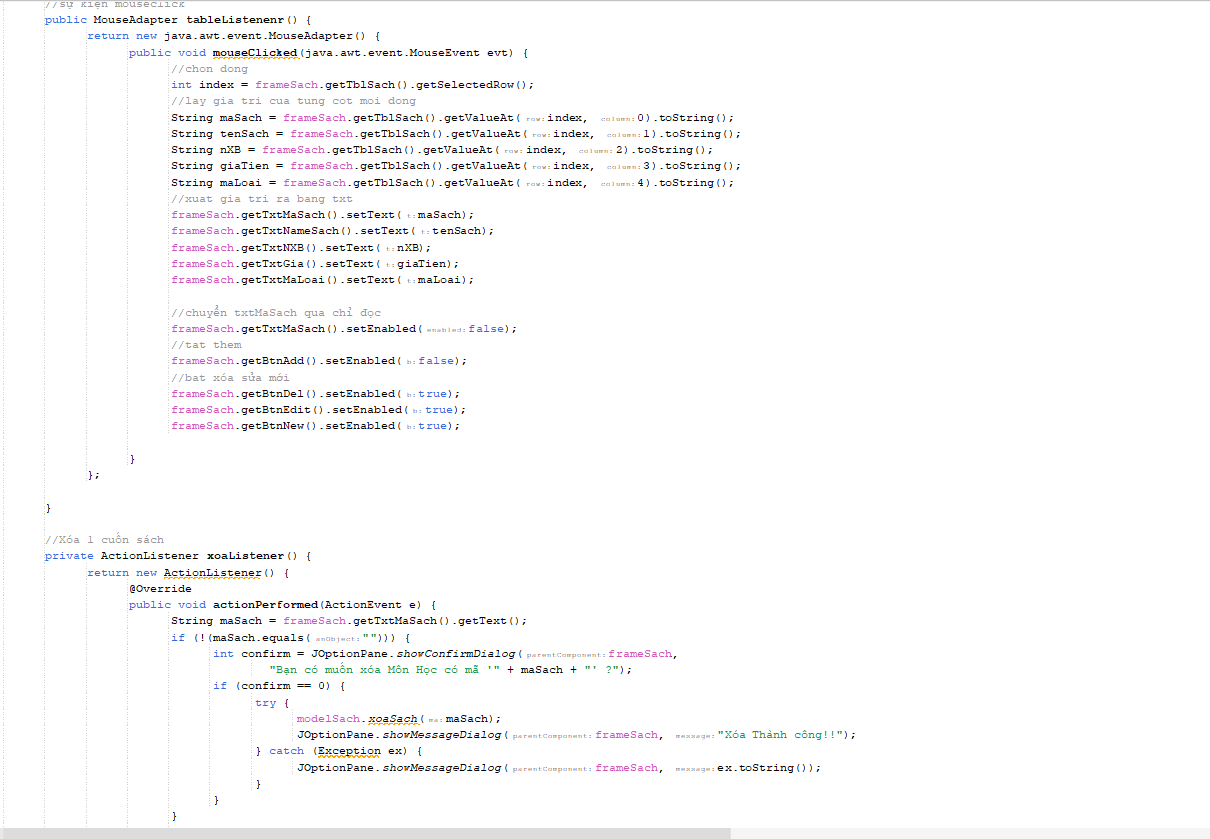 //sự kiện mouseclick
public MouseAdapter tableListenenr() {
return new java.awt.event.MouseAdapter() {
public void mouseClicked(java.awt.event.MouseEvent evt) {
//chon dong
int index = frameSach.getTblSach().getSelectedRow();
//lay gia tri cua tung cot moi dong
String maSach = frameSach.getTblSach().getValueAt( row: index, column: 0).toString();
String tenSach = frameSach.getTblSach().getValueAt( row: index, column: 1).toString();
String nXB = frameSach.getTblSach().getValueAt( row: index, column: 2).toString();
String giaTien = frameSach.getTblSach().getValueAt( row: index, column: 3).toString();
String maLoai = frameSach.getTblSach().getValueAt( row: index, column: 4).toString();
//xuat gia tri ra bang txt
frameSach.getTxtMaSach().setText( t: maSach);
frameSach.getTxtNameSach().setText( t: tenSach);
frameSach.getTxtNXB().setText( t: nXB);
frameSach.getTxtGia().setText( t: giaTien);
frameSach.getTxtMaLoai().setText( t: maLoai);
//chuyển txtMaSach qua chỉ đọc
frameSach.getTxtMaSach().setEnabled( enabled: false);
//tat them
frameSach.getBtnAdd().setEnabled( b: false);
//bat xóa sửa mới
frameSach.getBtnDel().setEnabled( b: true);
frameSach.getBtnEdit().setEnabled( b: true);
frameSach.getBtnNew().setEnabled( b: true);
}
};
}
//Xóa 1 cuốn sách
private ActionListener xoaListener() {
return new ActionListener() {
@Override
public void actionPerformed(ActionEvent e) {
String maSach = frameSach.getTxtMaSach().getText();
if (!(maSach.equals( anObject: ""))) {
int confirm = JOptionPane.showConfirmDialog( parentComponent: frameSach,
"Bạn có muốn xóa Môn Học có mã '" + maSach + "' ?");
if (confirm == 0) {
try {
modelSach.xoaSach( ma: maSach);
JOptionPane.showMessageDialog( parentComponent: frameSach, message: "Xóa Thành công!!");
} catch (Exception ex) {
JOptionPane.showMessageDialog( parentComponent: frameSach, message: ex.toString());
}
}
}